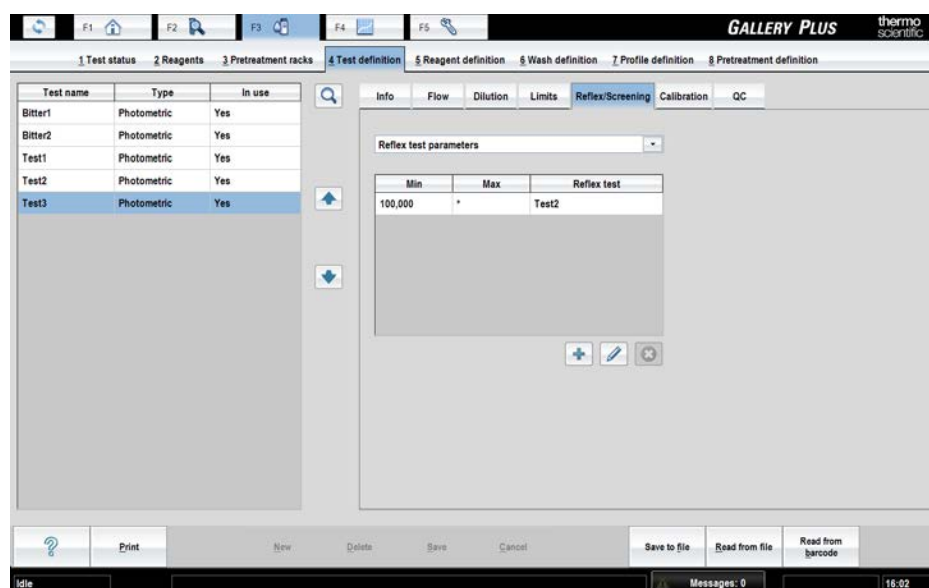 F1 F2 F3 F4 F5 GALLERY PLUS thermo scientific
1 Test status 2 Reagents 3 Pretreatment racks 4 Test definition 5 Reagent definition 6 Wash definition 7 Profile definition 8 Pretreatment definition
Test name Type In use
Bitter1 Photometric Yes
Bitter2 Photometric Yes
Test1 Photometric Yes
Test2 Photometric Yes
Test3 Photometric Yes
Info Flow Dilution Limits Reflex/Screening Calibration QC
Reflex test parameters
Min Max Reflex test
100,000 * Test2
? Print New Delete Save Cancel Save to file Read from file Read from barcode
Idle Messages: 0 16:02